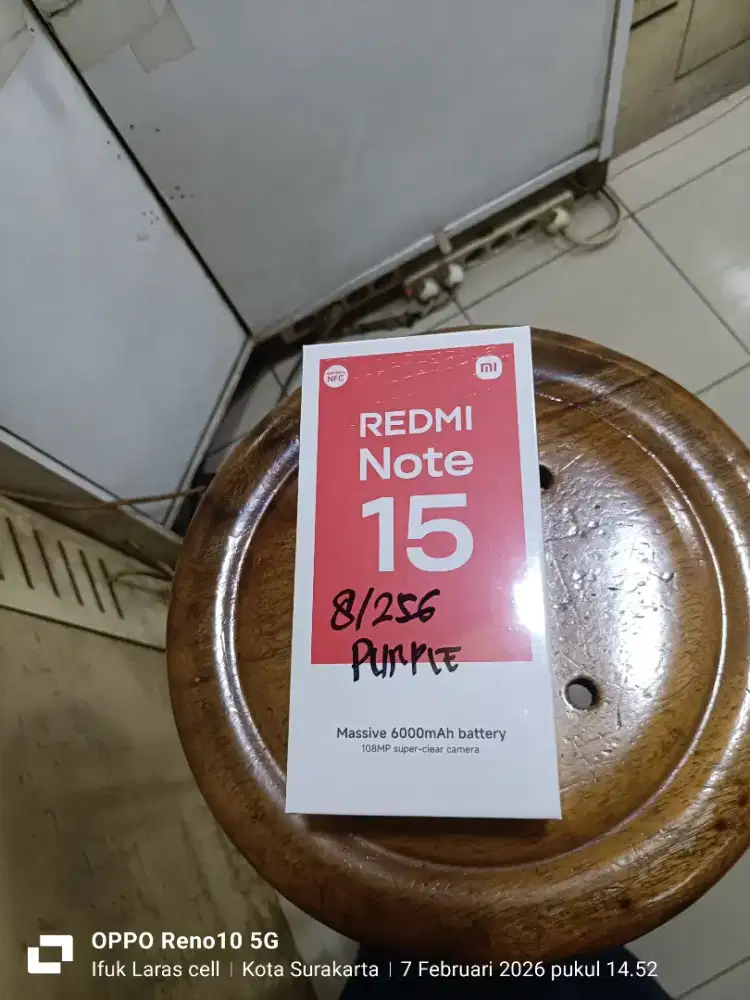 NFC
mi
REDMI
Note
15
8/256
PURPLE
Massive 6000mAh battery
108MP super-clear camera
OPPO Reno10 5G
Ifuk Laras cell | Kota Surakarta | 7 Februari 2026 pukul 14.52